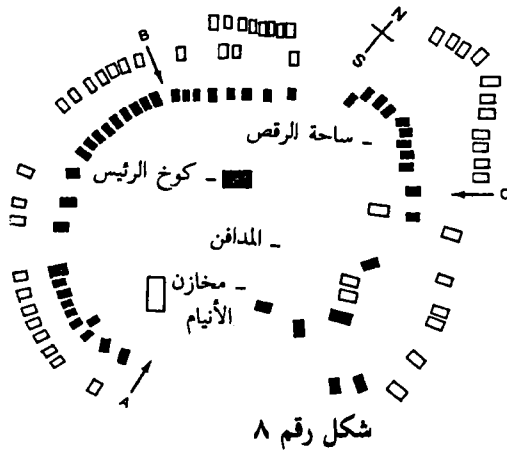 B
N
S
ساحة الرقص -
كوخ الرئيس -
C
المدافن -
مخازن -
الأنيام
A
شكل رقم ٨